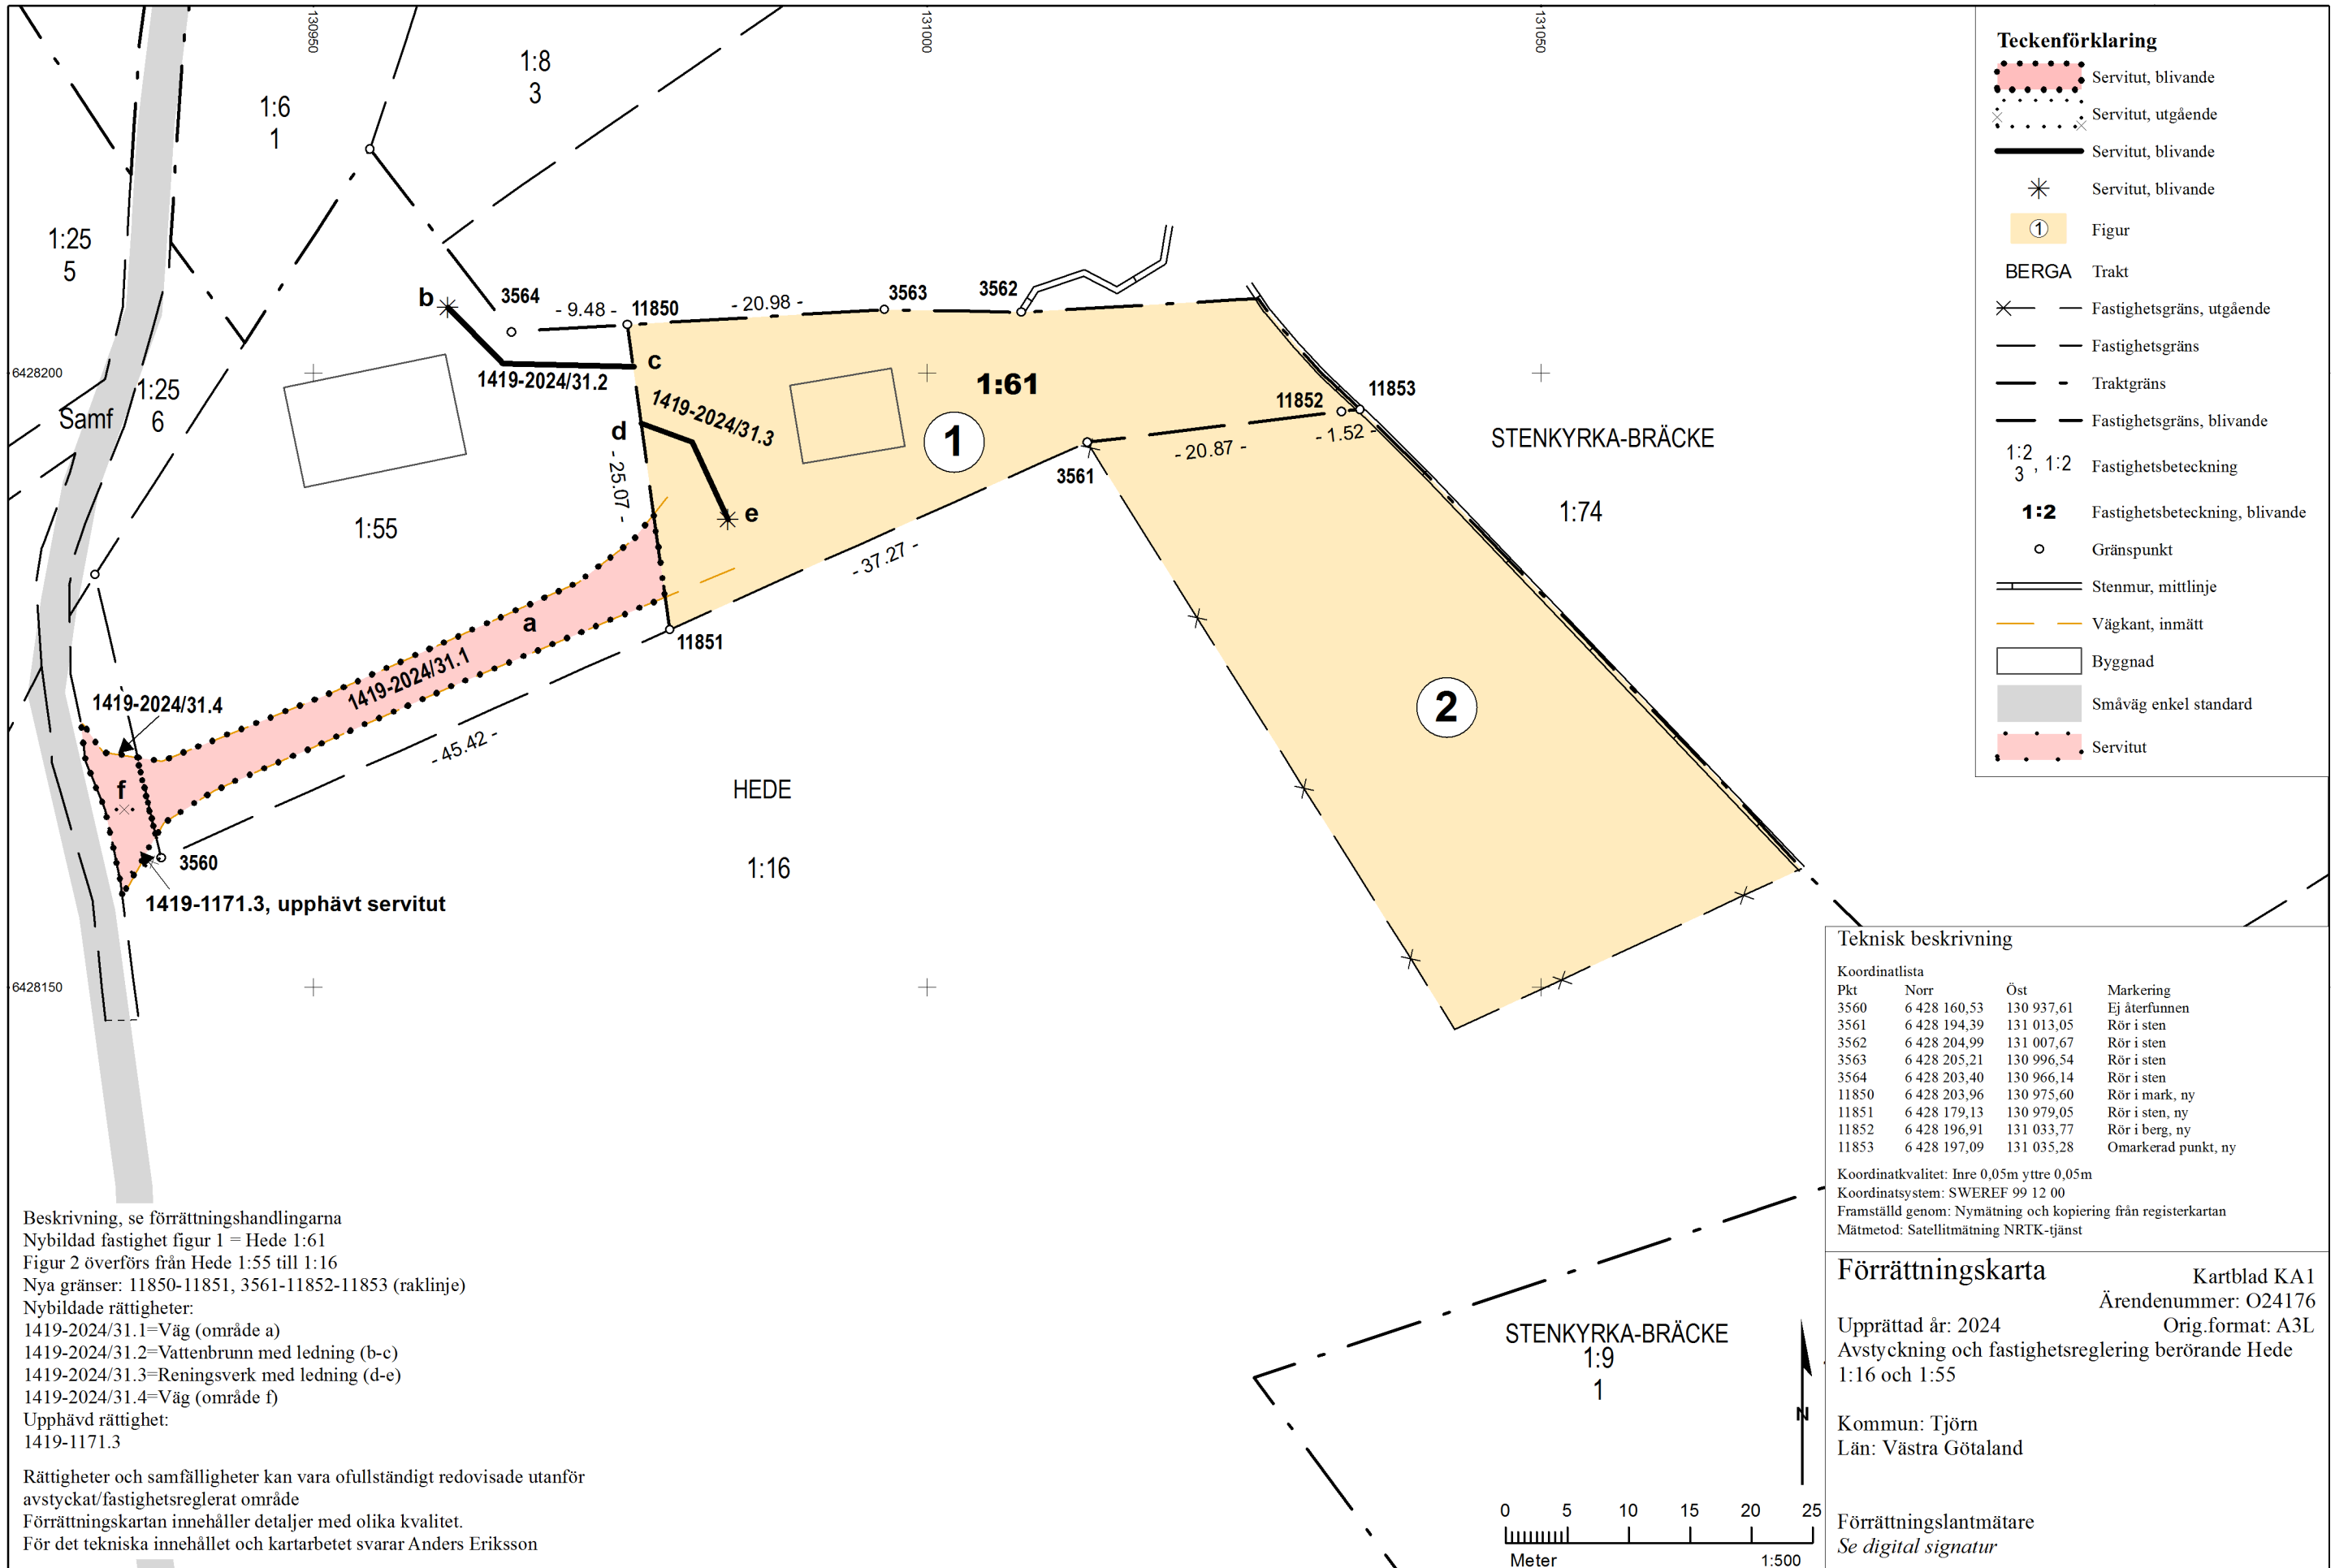 130950
131000
131050
1:8
3
1:6
1
1:25
5
1:25
6
Samf
b
3564
- 9.48 -
11850
- 20.98 -
3563
3562
c
6428200
1419-2024/31.2
1419-2024/31.3
1:61
11852
11853
d
1
- 1.52 -
- 20.87 -
STENKYRKA-BRÄCKE
1:74
- 25.07 -
3561
e
1:55
- 37.27 -
a
11851
1419-2024/31.1
1419-2024/31.4
- 45.42 -
2
f
HEDE
1:16
3560
1419-1171.3, upphävt servitut
6428150
STENKYRKA-BRÄCKE
1:9
1
Teckenförklaring
Servitut, blivande
Servitut, utgående
Servitut, blivande
Servitut, blivande
1 Figur
BERGA Trakt
Fastighetsgräns, utgående
Fastighetsgräns
Traktgräns
Fastighetsgräns, blivande
1:2
3 , 1:2 Fastighetsbeteckning
1:2 Fastighetsbeteckning, blivande
Gränspunkt
Stenmur, mittlinje
Vägkant, inmätt
Byggnad
Småväg enkel standard
Servitut
Teknisk beskrivning
Koordinatlista
Pkt Norr Öst Markering
3560 6 428 160,53 130 937,61 Ej återfunnen
3561 6 428 194,39 131 013,05 Rör i sten
3562 6 428 204,99 131 007,67 Rör i sten
3563 6 428 205,21 130 996,54 Rör i sten
3564 6 428 203,40 130 966,14 Rör i sten
11850 6 428 203,96 130 975,60 Rör i mark, ny
11851 6 428 179,13 130 979,05 Rör i sten, ny
11852 6 428 196,91 131 033,77 Rör i berg, ny
11853 6 428 197,09 131 035,28 Omarkerad punkt, ny
Koordinatkvalitet: Inre 0,05m yttre 0,05m
Koordinatsystem: SWEREF 99 12 00
Framställd genom: Nymätning och kopiering från registerkartan
Mätmetod: Satellitmätning NRTK-tjänst
Förrättningskarta
Kartblad KA1
Ärendenummer: O24176
Upprättad år: 2024 Orig.format: A3L
Avstyckning och fastighetsreglering berörande Hede
1:16 och 1:55
Kommun: Tjörn
Län: Västra Götaland
Förrättningslantmätare
Se digital signatur
N
0 5 10 15 20 25
Meter 1:500
Beskrivning, se förrättningshandlingarna
Nybildad fastighet figur 1 = Hede 1:61
Figur 2 överförs från Hede 1:55 till 1:16
Nya gränser: 11850-11851, 3561-11852-11853 (raklinje)
Nybildade rättigheter:
1419-2024/31.1=Väg (område a)
1419-2024/31.2=Vattenbrunn med ledning (b-c)
1419-2024/31.3=Reningsverk med ledning (d-e)
1419-2024/31.4=Väg (område f)
Upphävd rättighet:
1419-1171.3
Rättigheter och samfälligheter kan vara ofullständigt redovisade utanför
avstyckat/fastighetsreglerat område
Förrättningskartan innehåller detaljer med olika kvalitet.
För det tekniska innehållet och kartarbetet svarar Anders Eriksson